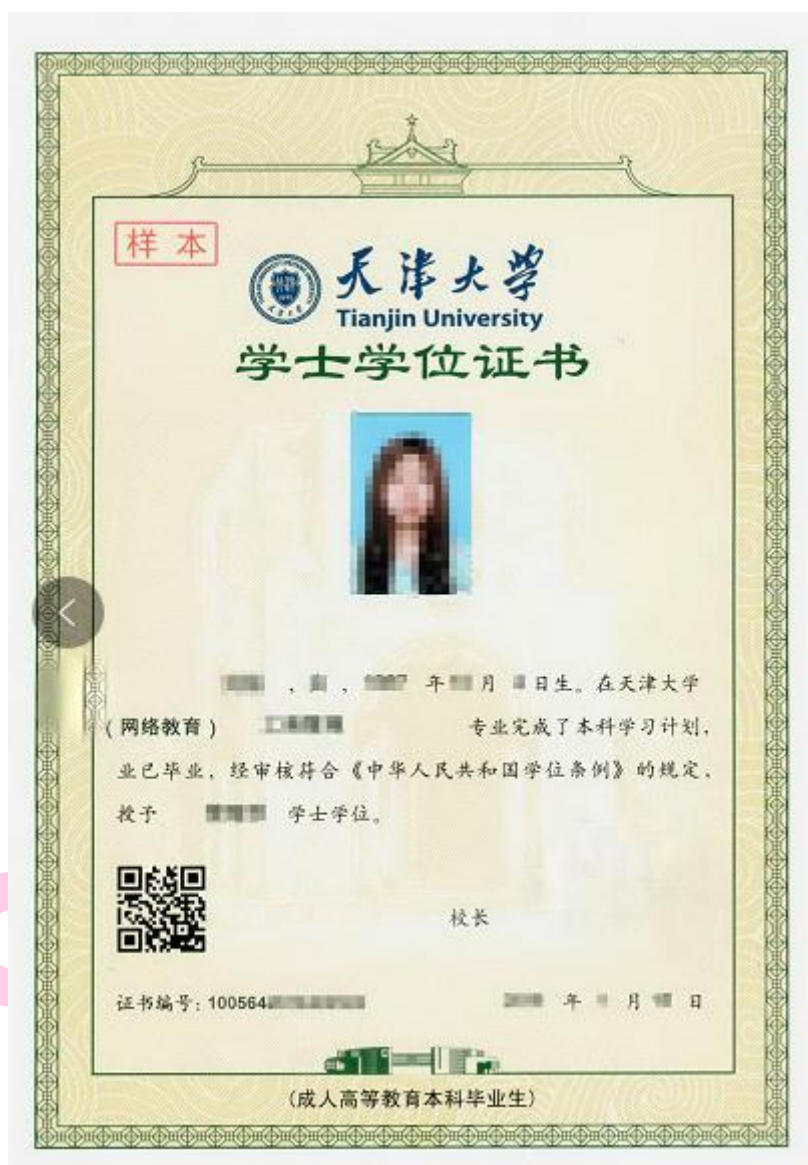 样本
天津大学
Tianjin University
学士学位证书
年 月 日生。在天津大学
(网络教育) 专业完成了本科学习计划,
业已毕业,经审核符合《中华人民共和国学位条例》的规定,
授予 学士学位。
校长
证书编号:100564
年 月 日
(成人高等教育本科毕业生)